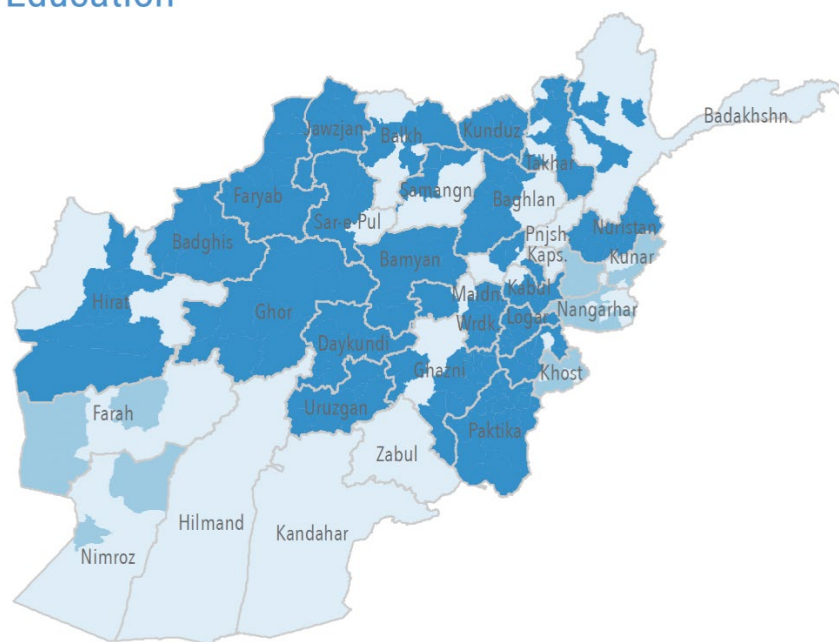 Education
Badakhshn.
Jawzjan
Balkh
Kunduz
Takhar
Samangn.
Faryab
Baghlan
Sar-e-Pul
Nuristan
Pnjsh.
Badghis
Kunar
Kaps.
Bamyan
Kabul
Maidn.
Hirat
Nangarhar
Ghor
Wrdk.
Logar
Daykundi
Ghazni
Khost
Uruzgan
Farah
Paktika
Zabul
Hilmand
Kandahar
Nimroz